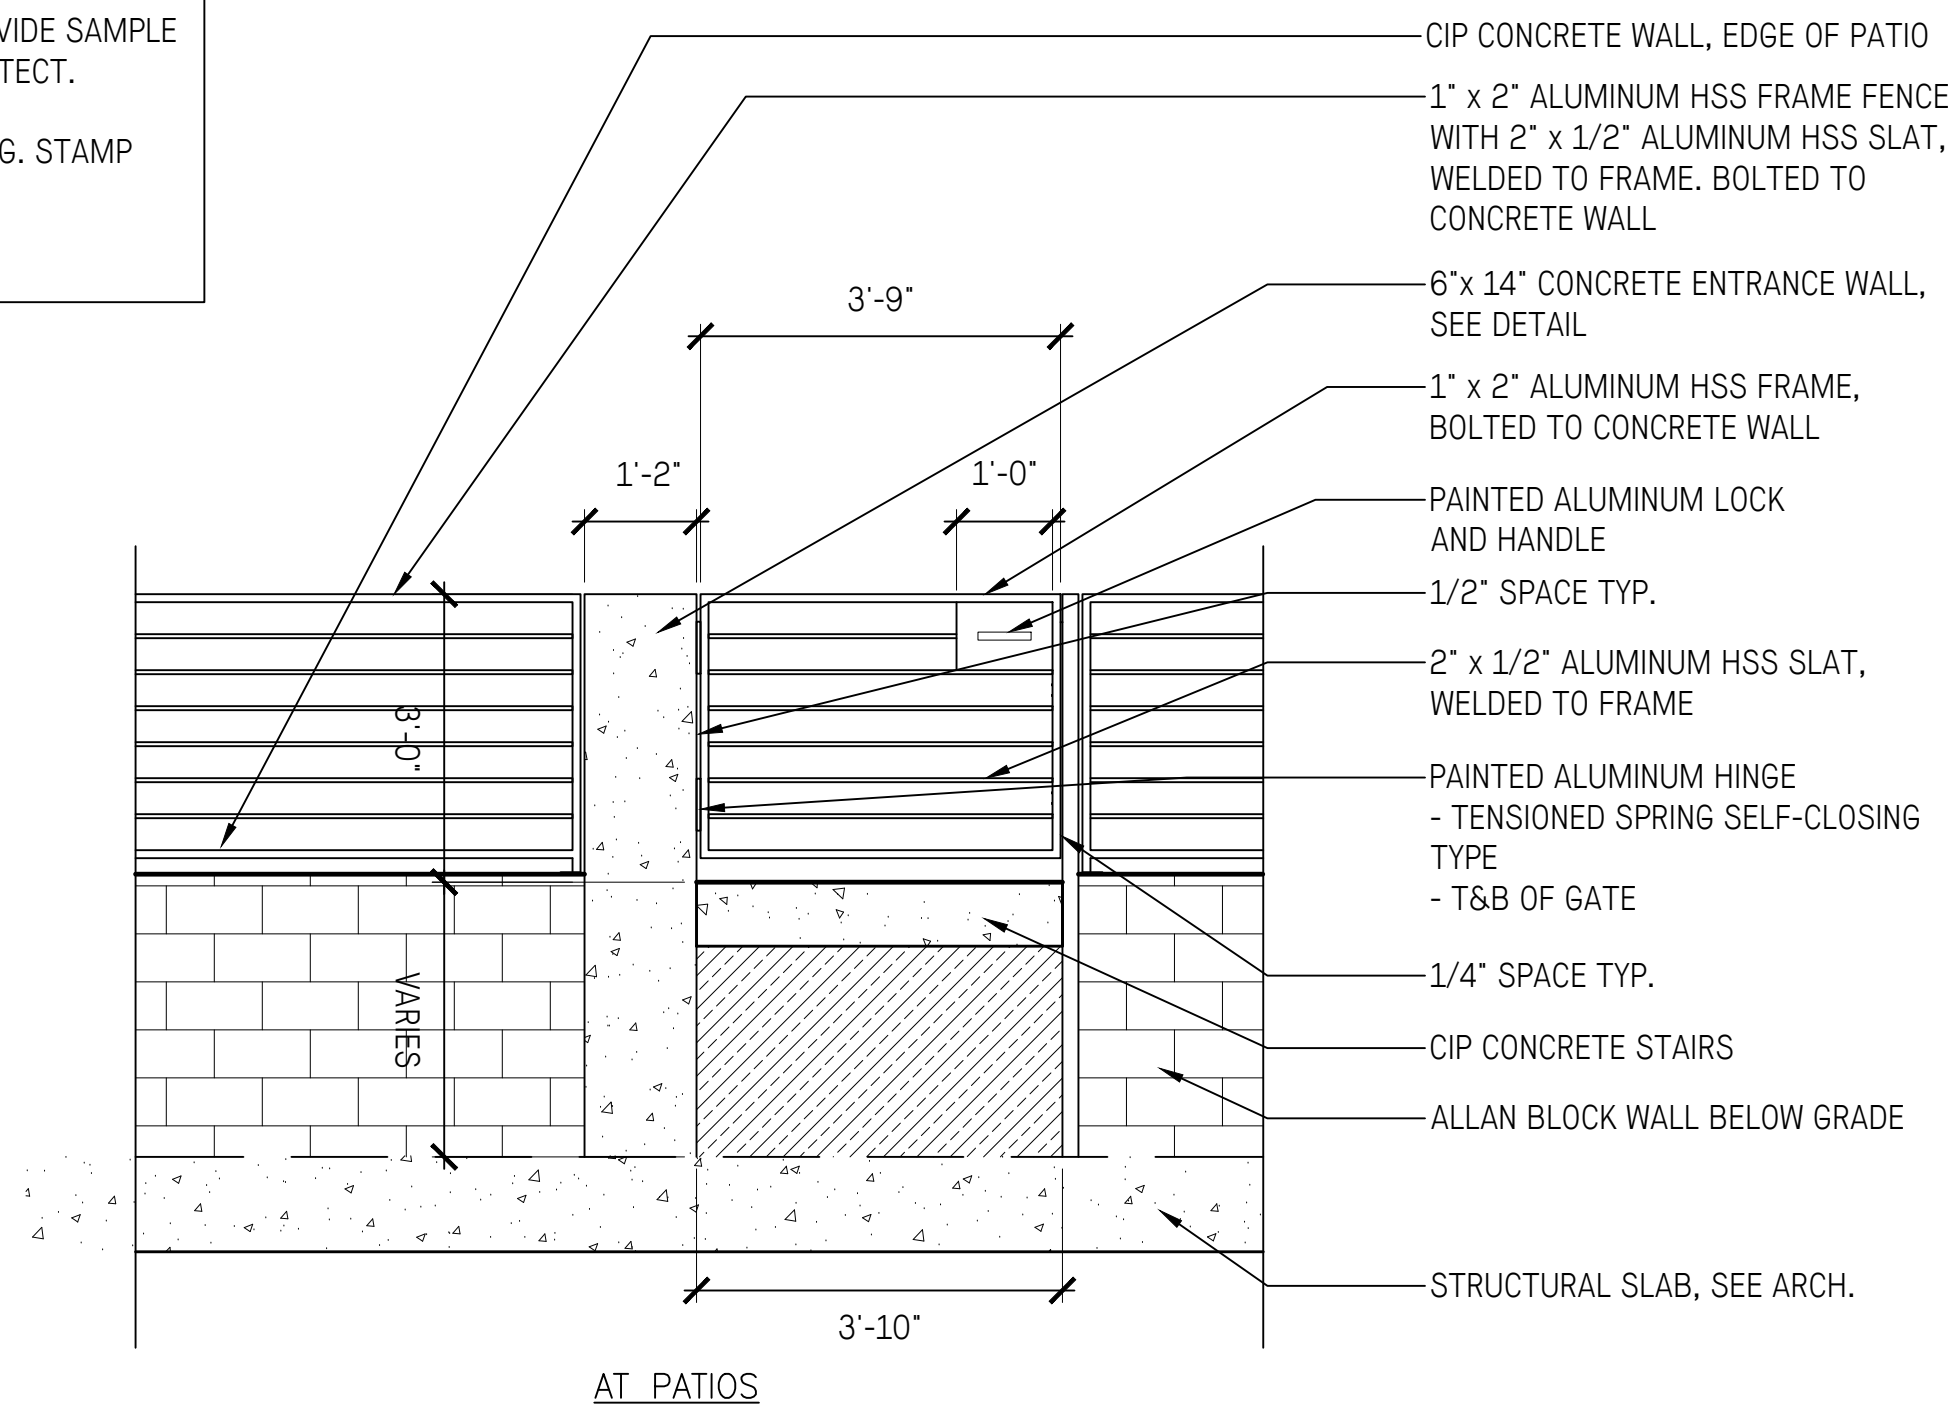 VIDE SAMPLE
TECT.
G. STAMP
CIP CONCRETE WALL, EDGE OF PATIO
1" x 2" ALUMINUM HSS FRAME FENCE
WITH 2" x 1/2" ALUMINUM HSS SLAT,
WELDED TO FRAME. BOLTED TO
CONCRETE WALL
6"x 14" CONCRETE ENTRANCE WALL,
SEE DETAIL
3'-9"
1" x 2" ALUMINUM HSS FRAME,
BOLTED TO CONCRETE WALL
1'-2"
1'-0"
PAINTED ALUMINUM LOCK
AND HANDLE
1/2" SPACE TYP.
2" x 1/2" ALUMINUM HSS SLAT,
WELDED TO FRAME
3'-0"
PAINTED ALUMINUM HINGE
- TENSIONED SPRING SELF-CLOSING
TYPE
- T&B OF GATE
1/4" SPACE TYP.
VARIES
CIP CONCRETE STAIRS
ALLAN BLOCK WALL BELOW GRADE
STRUCTURAL SLAB, SEE ARCH.
3'-10"
AT PATIOS